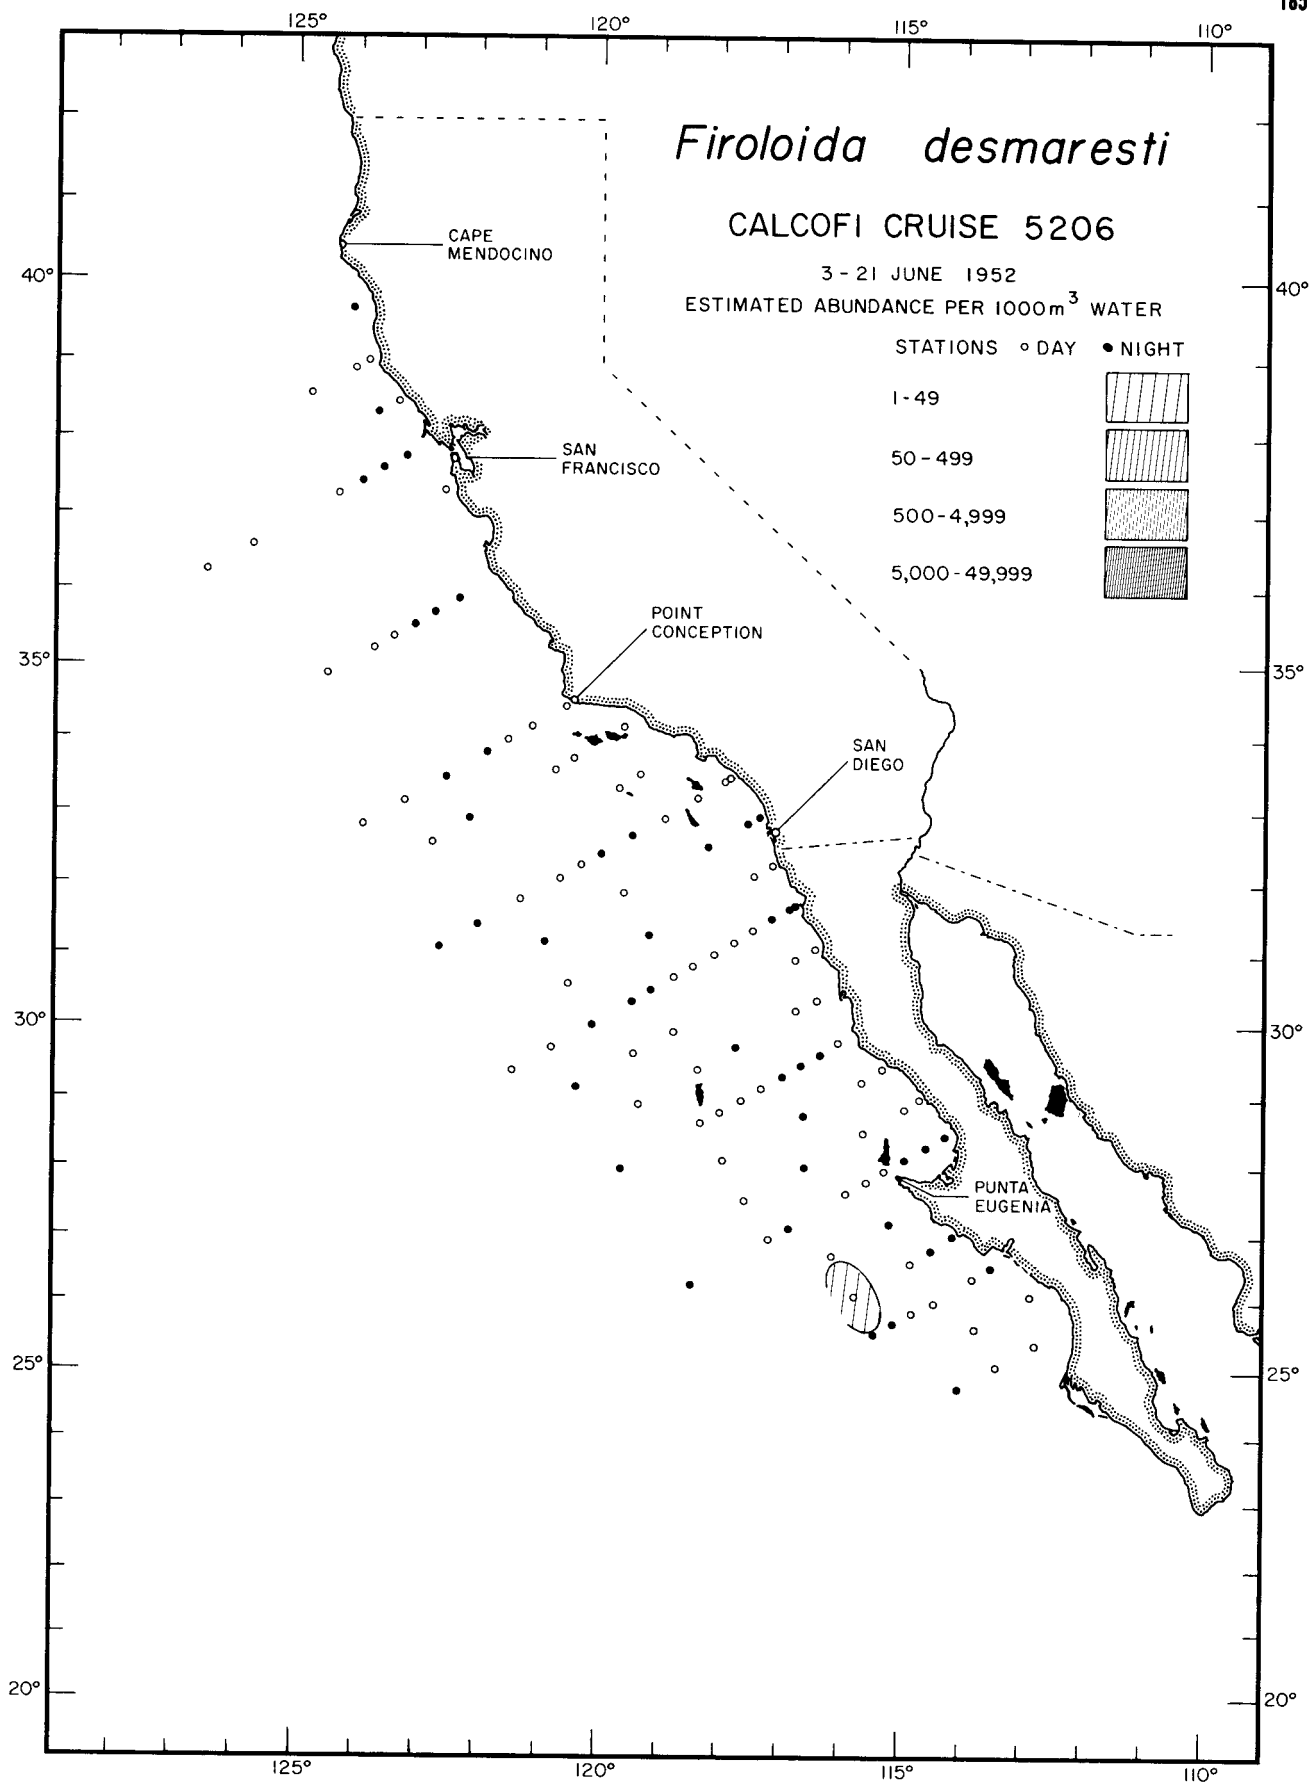 185
125° 120° 115° 110°
Firoloida desmaresti
CALCOFI CRUISE 5206
3-21 JUNE 1952
ESTIMATED ABUNDANCE PER 1000m³ WATER
STATIONS ○ DAY ● NIGHT
1-49
50-499
500-4,999
5,000-49,999
CAPE
MENDOCINO
40° 40°
SAN
FRANCISCO
POINT
CONCEPTION
35° 35°
SAN
DIEGO
30° 30°
PUNTA
EUGENIA
25° 25°
20° 20°
125° 120° 115° 110°